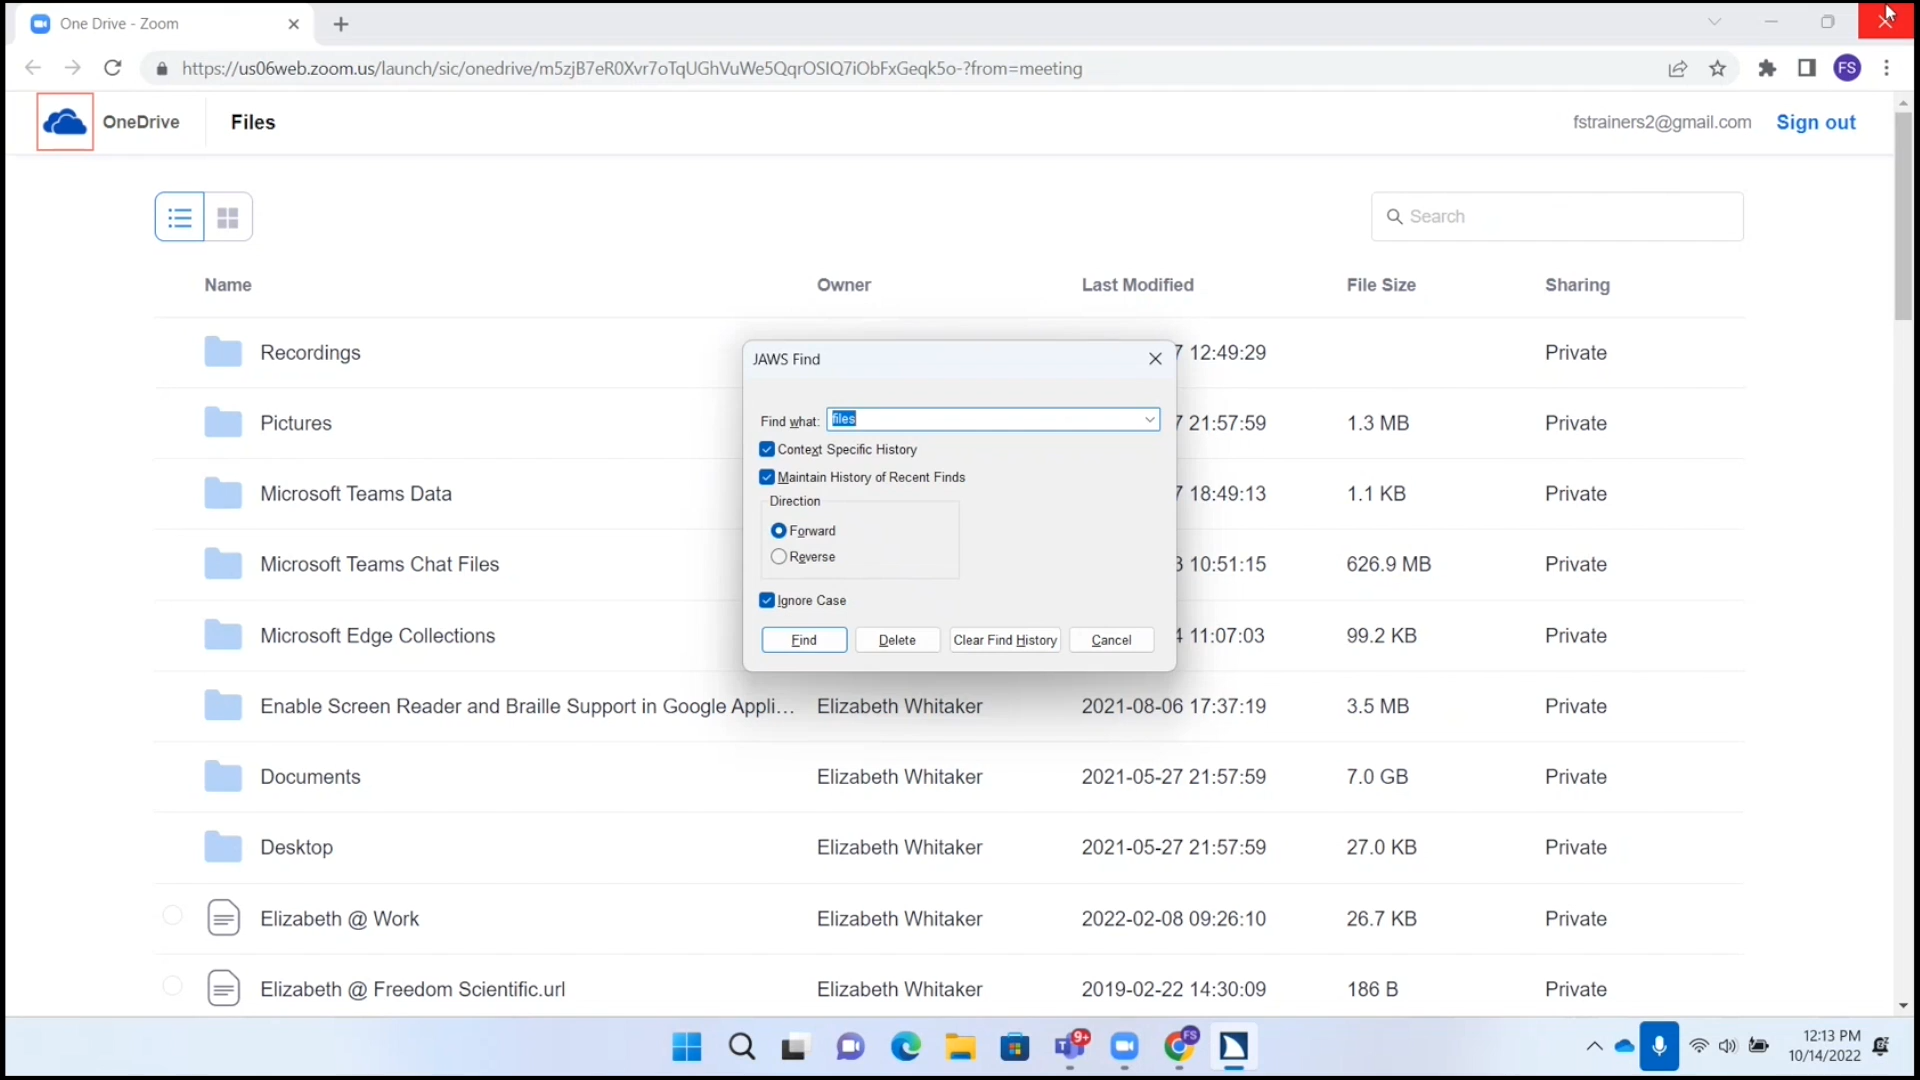 One Drive - Zoom
https://us06web.zoom.us/launch/sic/onedrive/m5zjB7eR0Xvr7oTqUGhVuWe5QqrOSIQ7iObFxGeqk5o-?from=meeting
FS
OneDrive
Files
fstrainers2@gmail.com
Sign out
Search
Name Owner Last Modified File Size Sharing
Recordings 7 12:49:29 Private
Pictures 7 21:57:59 1.3 MB Private
Microsoft Teams Data 7 18:49:13 1.1 KB Private
Microsoft Teams Chat Files 10:51:15 626.9 MB Private
Microsoft Edge Collections 11:07:03 99.2 KB Private
Enable Screen Reader and Braille Support in Google Appli... Elizabeth Whitaker 2021-08-06 17:37:19 3.5 MB Private
Documents Elizabeth Whitaker 2021-05-27 21:57:59 7.0 GB Private
Desktop Elizabeth Whitaker 2021-05-27 21:57:59 27.0 KB Private
Elizabeth @ Work Elizabeth Whitaker 2022-02-08 09:26:10 26.7 KB Private
Elizabeth @ Freedom Scientific.url Elizabeth Whitaker 2019-02-22 14:30:09 186 B Private
JAWS Find
Find what: files
Context Specific History
Maintain History of Recent Finds
Direction
Forward
Reverse
Ignore Case
Find Delete Clear Find History Cancel
9+
FS
12:13 PM
10/14/2022